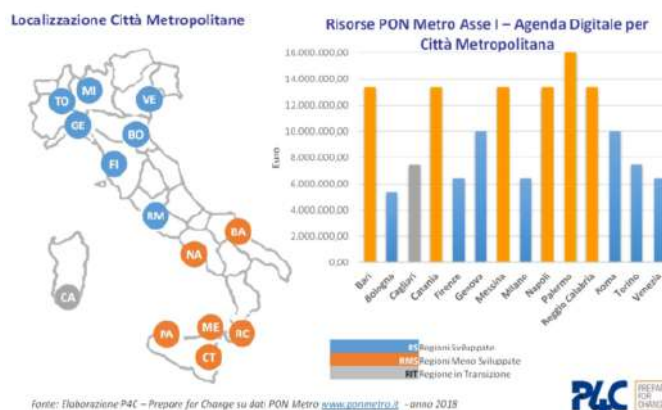 Localizzazione Città Metropolitane
TO
MI
VE
GE
BO
FI
RM
BA
NA
CA
PA
ME
RC
CT
Risorse PON Metro Asse I – Agenda Digitale per
Città Metropolitana
Euro
16.000.000,00
14.000.000,00
12.000.000,00
10.000.000,00
8.000.000,00
6.000.000,00
4.000.000,00
2.000.000,00
0,00
Bari
Bologna
Cagliari
Catania
Firenze
Genova
Messina
Milano
Napoli
Palermo
Reggio Calabria
Roma
Torino
Venezia
RS Regioni Sviluppate
RMS Regioni Meno Sviluppate
RIT Regione in Transizione
Fonte: Elaborazione P4C – Prepare for Change su dati PON Metro www.ponmetro.it - anno 2018
P4C
PREPARE
FOR
CHANGE